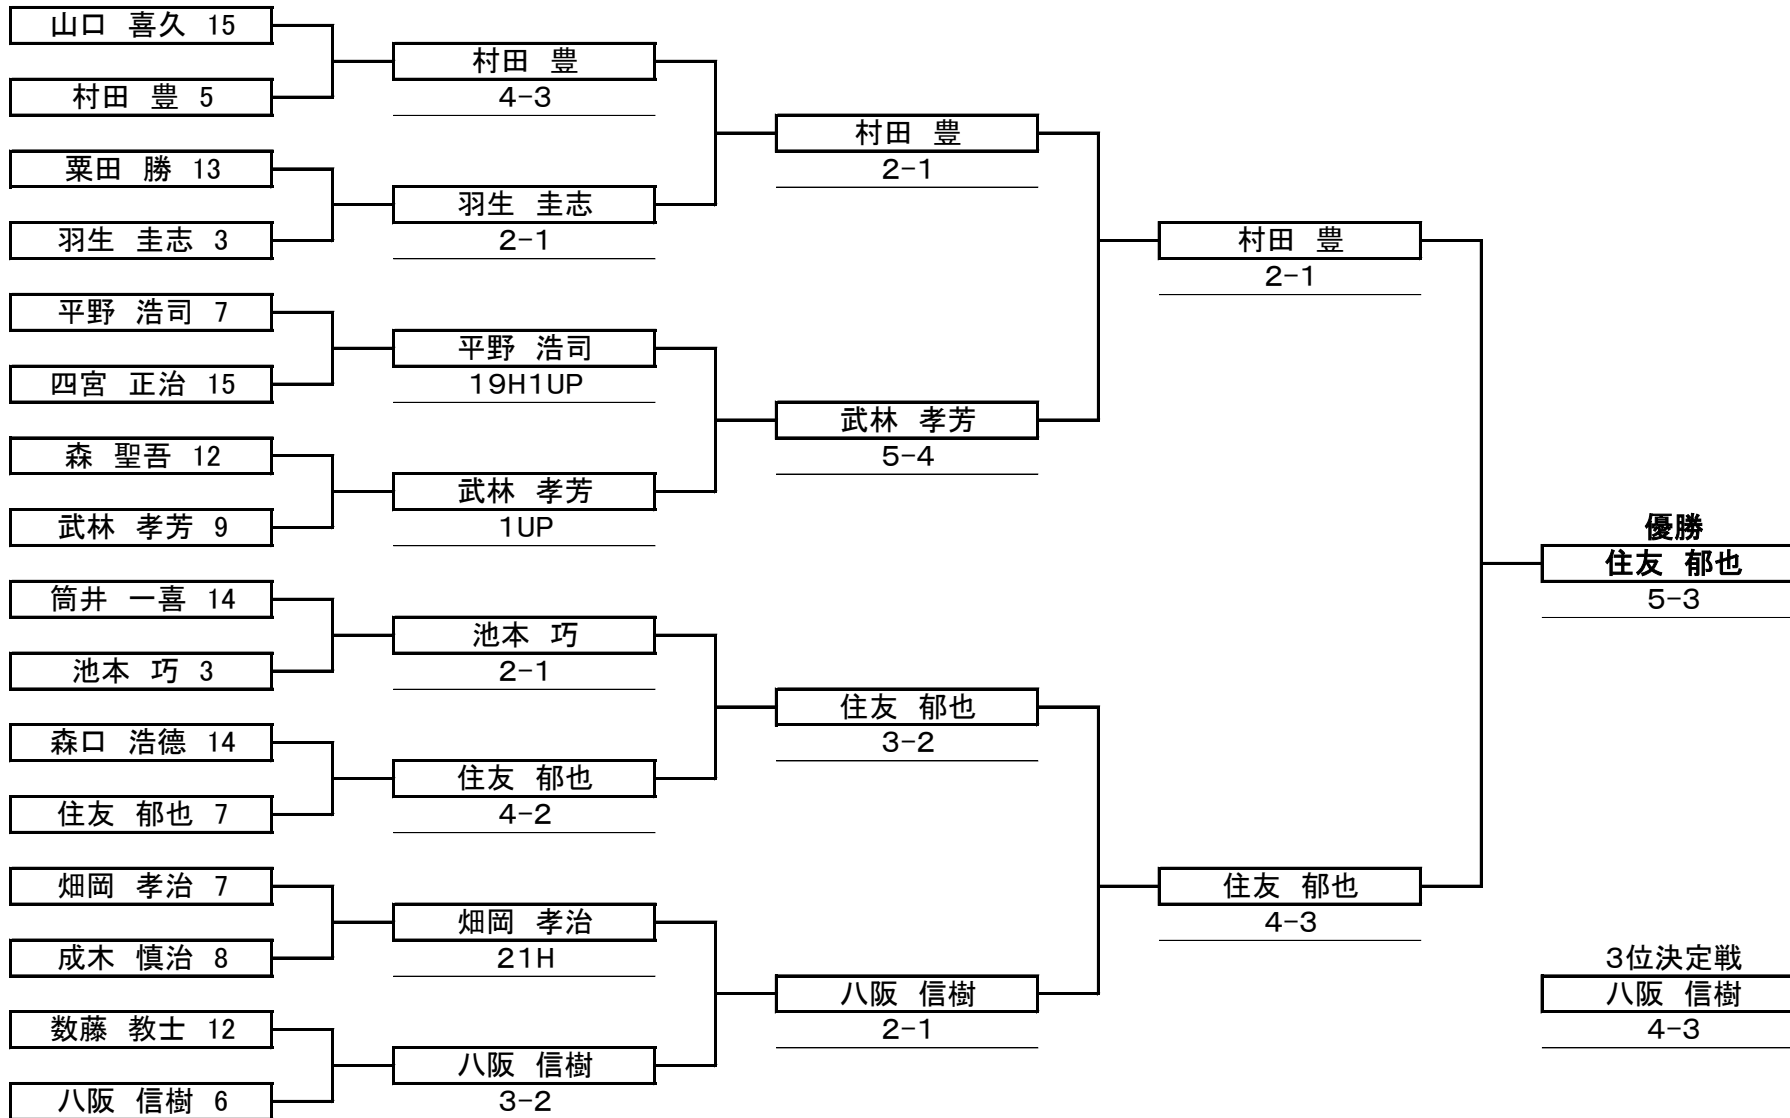 山口 喜久 15
村田 豊 5
粟田 勝 13
羽生 圭志 3
平野 浩司 7
四宮 正治 15
森 聖吾 12
武林 孝芳 9
筒井 一喜 14
池本 巧 3
森口 浩德 14
住友 郁也 7
畑岡 孝治 7
成木 慎治 8
数藤 教士 12
八阪 信樹 6
村田 豊
4-3
羽生 圭志
2-1
平野 浩司
19H1UP
武林 孝芳
1UP
池本 巧
2-1
住友 郁也
4-2
畑岡 孝治
21H
八阪 信樹
3-2
村田 豊
2-1
武林 孝芳
5-4
住友 郁也
3-2
八阪 信樹
2-1
村田 豊
2-1
住友 郁也
4-3
優勝
住友 郁也
5-3
3位決定戦
八阪 信樹
4-3